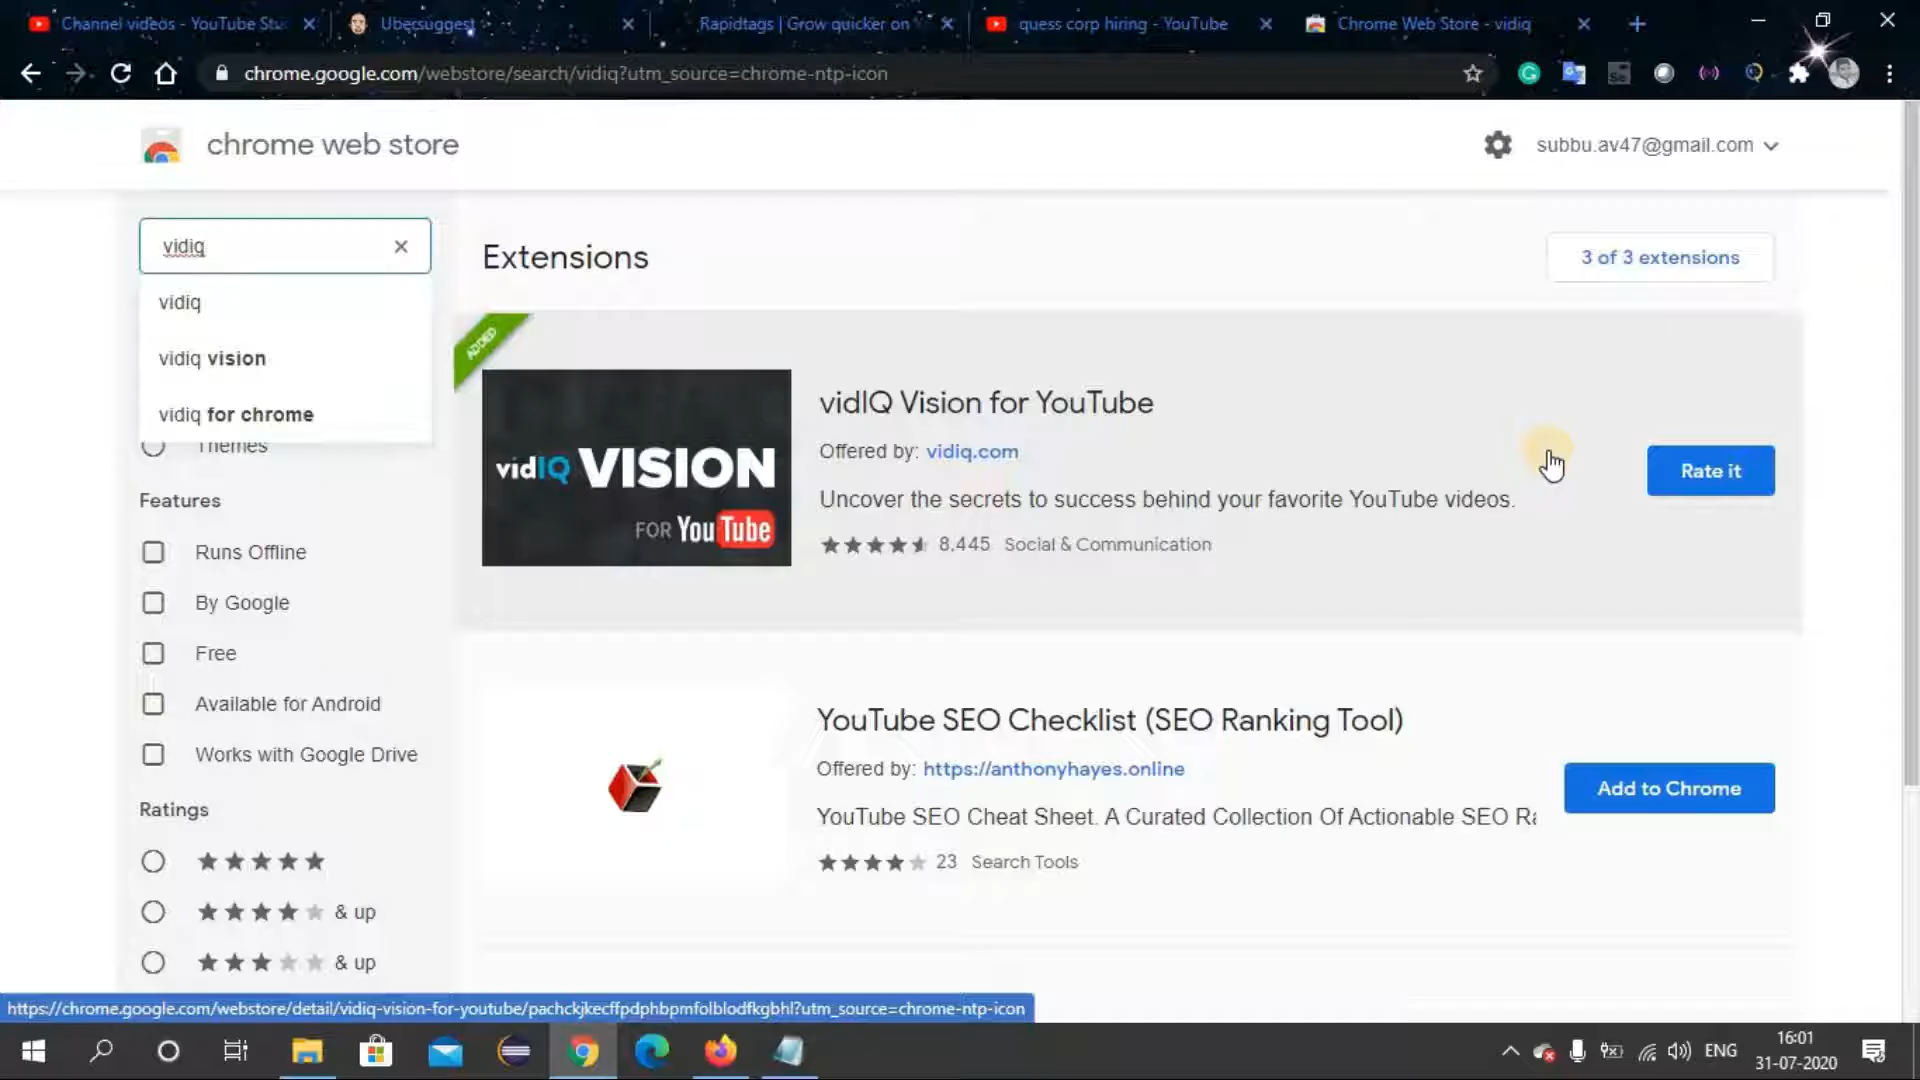 Channel videos - YouTube Stu
Ubersuggest
Rapidtags | Grow quicker on Y
quess corp hiring - YouTube
Chrome Web Store - vidiq
chrome.google.com/webstore/search/vidiq?utm_source=chrome-ntp-icon
chrome web store
subbu.av47@gmail.com
vidiq
vidiq
vidiq vision
vidiq for chrome
Themes
Features
Runs Offline
By Google
Free
Available for Android
Works with Google Drive
Ratings
& up
& up
Extensions
3 of 3 extensions
ADDED
vidIQ VISION
FOR YouTube
vidIQ Vision for YouTube
Offered by: vidiq.com
Uncover the secrets to success behind your favorite YouTube videos.
8,445 Social & Communication
Rate it
YouTube SEO Checklist (SEO Ranking Tool)
Offered by: https://anthonyhayes.online
YouTube SEO Cheat Sheet. A Curated Collection Of Actionable SEO Ra
23 Search Tools
Add to Chrome
https://chrome.google.com/webstore/detail/vidiq-vision-for-youtube/pachckjkecffpdphbpmfolblodfkgbhl?utm_source=chrome-ntp-icon
ENG
16:01
31-07-2020